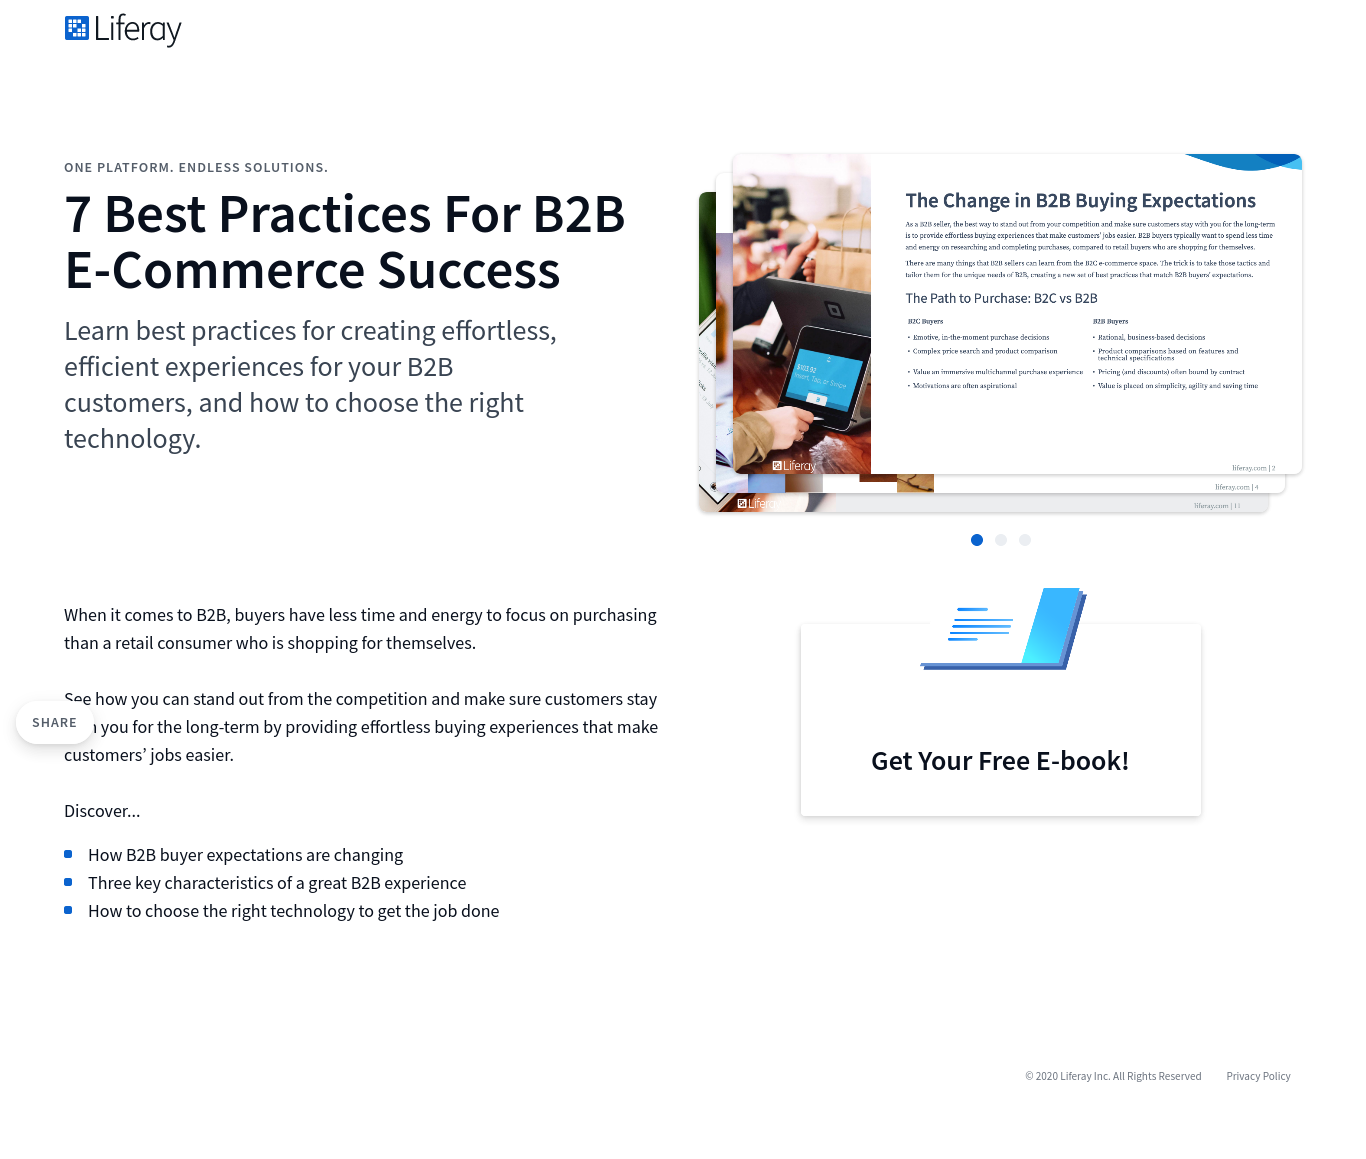 Liferay
ONE PLATFORM. ENDLESS SOLUTIONS.
7 Best Practices For B2B
E-Commerce Success
Learn best practices for creating effortless,
efficient experiences for your B2B
customers, and how to choose the right
technology.
The Change in B2B Buying Expectations
As a B2B seller, the best way to stand out from your competition and make sure customers stay with you for the long-term
is to provide effortless buying experiences that make customers' jobs easier. B2B buyers typically want to spend less time
and energy on researching and completing purchases, compared to retail buyers who are shopping for themselves.
There are many things that B2B sellers can learn from the B2C e-commerce space. The trick is to take those tactics and
tailor them for the unique needs of B2B, creating a new set of best practices that match B2B buyers' expectations.
The Path to Purchase: B2C vs B2B
B2C Buyers
• Emotive, in-the-moment purchase decisions
• Complex price search and product comparison
• Value an immersive multichannel purchase experience
• Motivations are often aspirational
B2B Buyers
• Rational, business-based decisions
• Product comparisons based on features and
technical specifications
• Pricing (and discounts) often bound by contract
• Value is placed on simplicity, agility and saving time
Insert, Tap, or Swipe
Liferay
liferay.com | 2
liferay.com | 4
Liferay
liferay.com | 11
When it comes to B2B, buyers have less time and energy to focus on purchasing
than a retail consumer who is shopping for themselves.
See how you can stand out from the competition and make sure customers stay
you for the long-term by providing effortless buying experiences that make
customers’ jobs easier.
SHARE
Discover...
How B2B buyer expectations are changing
Three key characteristics of a great B2B experience
How to choose the right technology to get the job done
Get Your Free E-book!
© 2020 Liferay Inc. All Rights Reserved
Privacy Policy